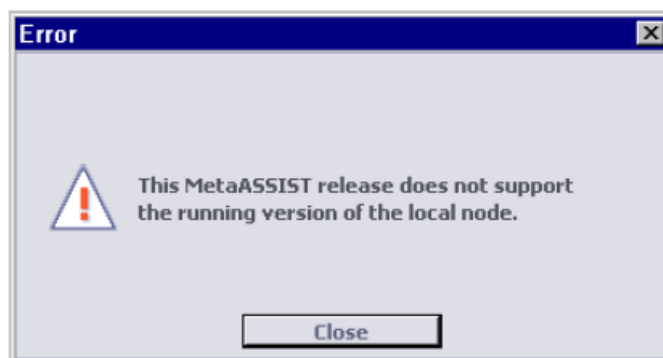 Error
This MetaASSIST release does not support
the running version of the local node.
Close